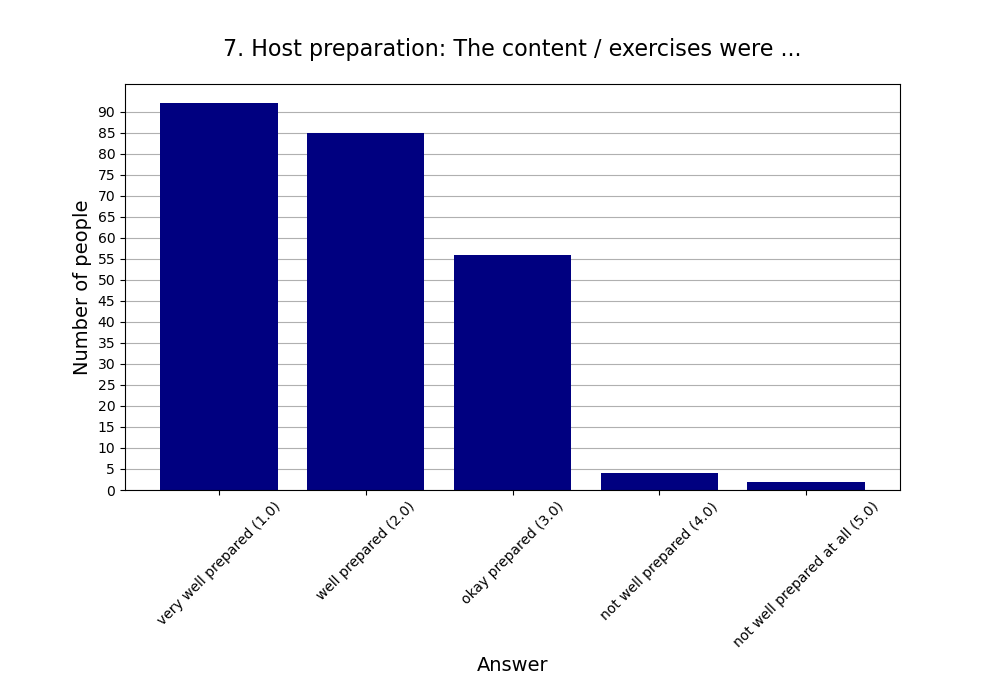 7. Host preparation: The content / exercises were ...
Number of people
90
85
80
75
70
65
60
55
50
45
40
35
30
25
20
15
10
5
0
very well prepared (1.0)
well prepared (2.0)
okay prepared (3.0)
not well prepared (4.0)
not well prepared at all (5.0)
Answer